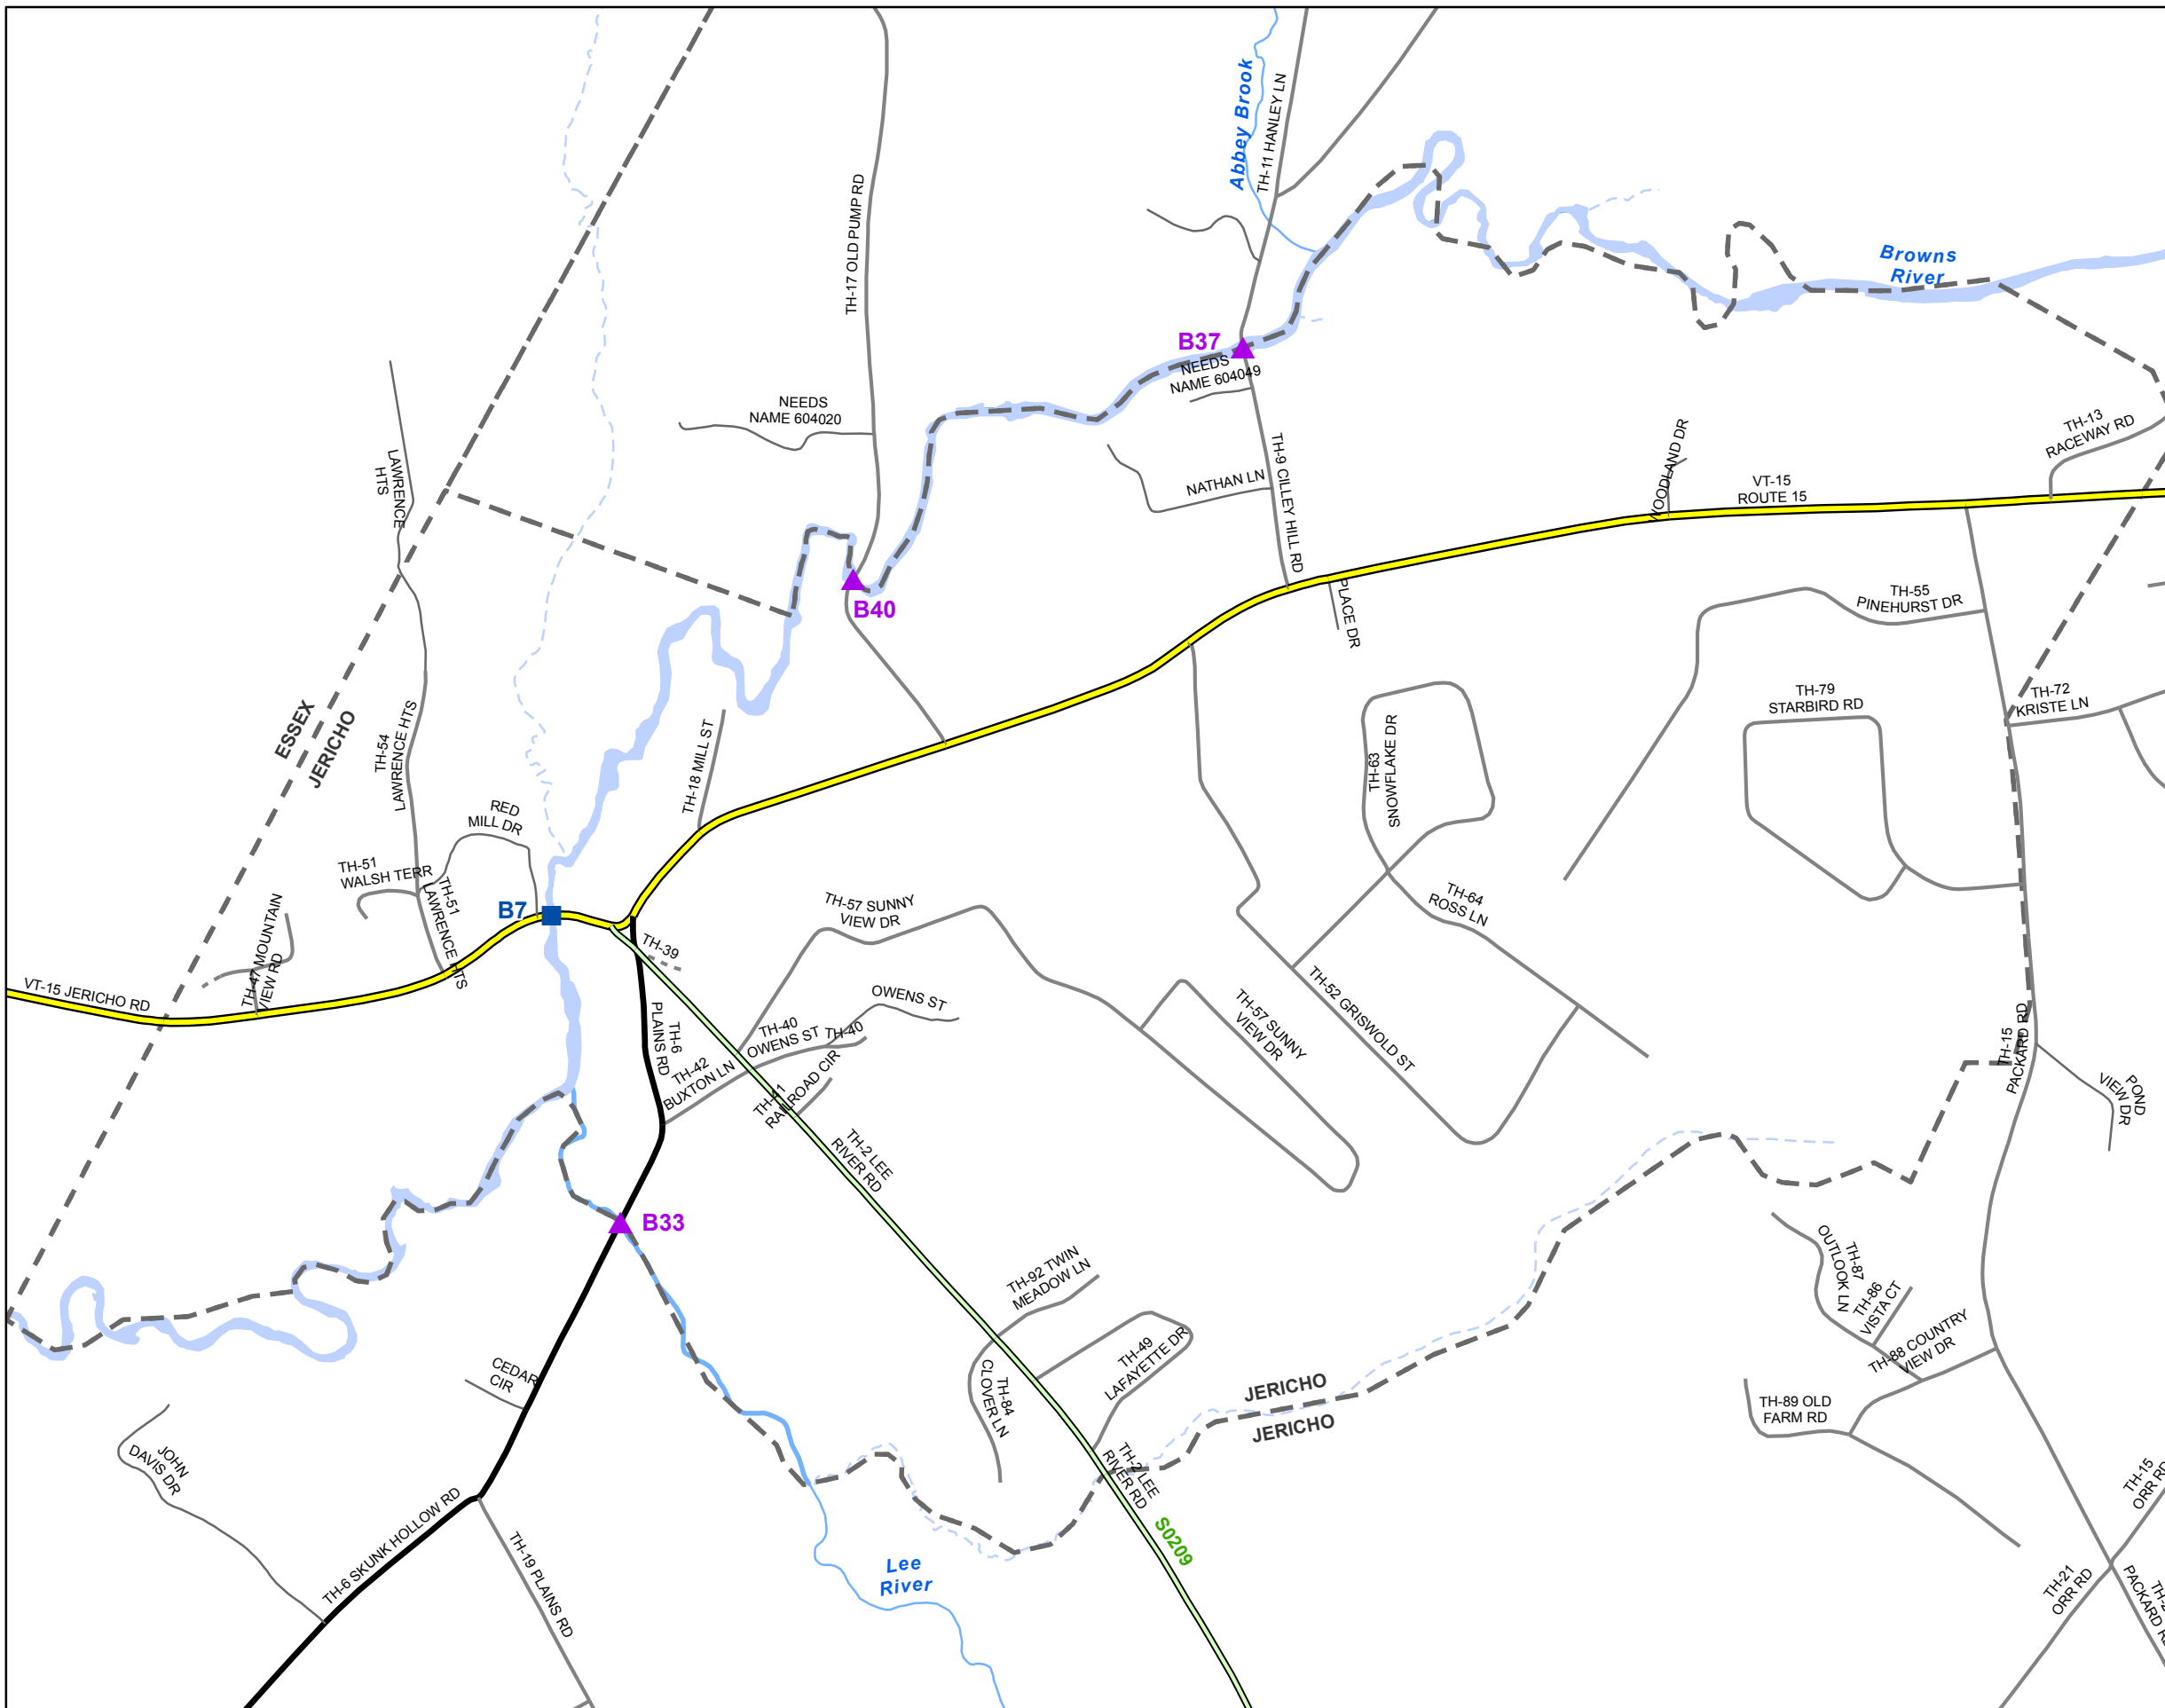 Abbey Brook
TH-11 HANLEY LN
TH-17 OLD PUMP RD
Browns
River
B37
NEEDS
NAME 604049
NEEDS
NAME 604020
TH-13
RACEWAY RD
LAWRENCE
HTS
NATHAN LN
TH-9 CILLEY HILL RD
WOODLAND DR
VT-15
ROUTE 15
B40
PLACE DR
TH-55
PINEHURST DR
ESSEX
JERICHO
TH-54
LAWRENCE HTS
TH-18 MILL ST
TH-63
SNOWFLAKE DR
TH-79
STARBIRD RD
TH-72
KRISTE LN
RED
MILL DR
TH-51
WALSH TERR
TH-51
LAWRENCE HTS
B7
TH-47 MOUNTAIN
VIEW RD
VT-15 JERICHO RD
TH-39
TH-57 SUNNY
VIEW DR
TH-64
ROSS LN
OWENS ST
TH-40
OWENS ST
TH-40
TH-6
PLAINS RD
TH-42
BUXTON LN
TH-41
RAILROAD CIR
TH-57 SUNNY
VIEW DR
TH-52 GRISWOLD ST
TH-15
PACKARD RD
POND
VIEW DR
TH-2 LEE
RIVER RD
B33
TH-92 TWIN
MEADOW LN
TH-87
OUTLOOK LN
TH-86
VISTA CT
TH-88 COUNTRY
VIEW DR
TH-49
LAFAYETTE DR
TH-84
CLOVER LN
CEDAR
CIR
JERICHO
JERICHO
TH-89 OLD
FARM RD
JOHN
DAVIS DR
TH-2 LEE
RIVER RD
TH-15
ORR RD
TH-6 SKUNK HOLLOW RD
S0209
TH-19 PLAINS RD
Lee
River
TH-21
ORR RD
PACKARD